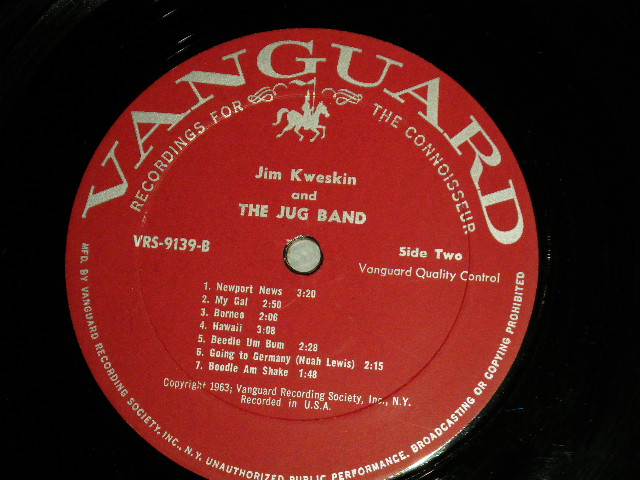 VANGUARD
RECORDINGS FOR THE CONNOISSEUR
Jim Kweskin
and
THE JUG BAND
VRS-9139-B
Side Two
Vanguard Quality Control
1. Newport News 3:20
2. My Gal 2:50
3. Borneo 2:06
4. Hawaii 3:08
5. Beedle Um Bum 2:28
6. Going to Germany (Noah Lewis) 2:15
7. Boodle Am Shake 1:48
Copyright 1963; Vanguard Recording Society, Inc., N.Y.
Recorded in U.S.A.
MFD. BY VANGUARD RECORDING SOCIETY, INC., N.Y. UNAUTHORIZED PUBLIC PERFORMANCE, BROADCASTING OR COPYING PROHIBITED